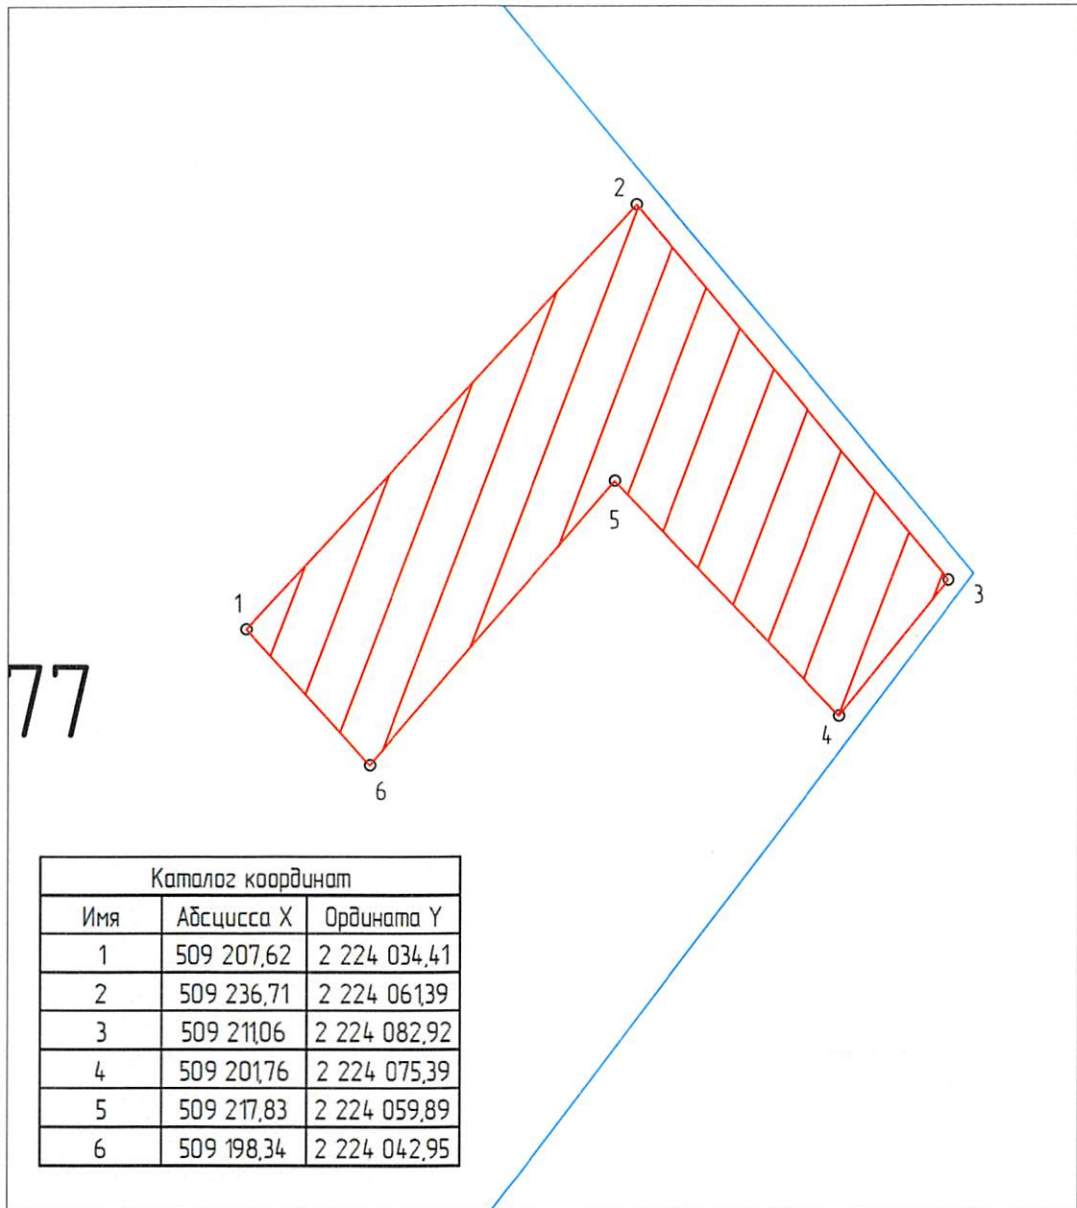 2
5
3
1
77
4
6
Каталог координат
Имя Абсцисса X Ордината Y
1 509 207,62 2 224 034,41
2 509 236,71 2 224 061,39
3 509 211,06 2 224 082,92
4 509 201,76 2 224 075,39
5 509 217,83 2 224 059,89
6 509 198,34 2 224 042,95